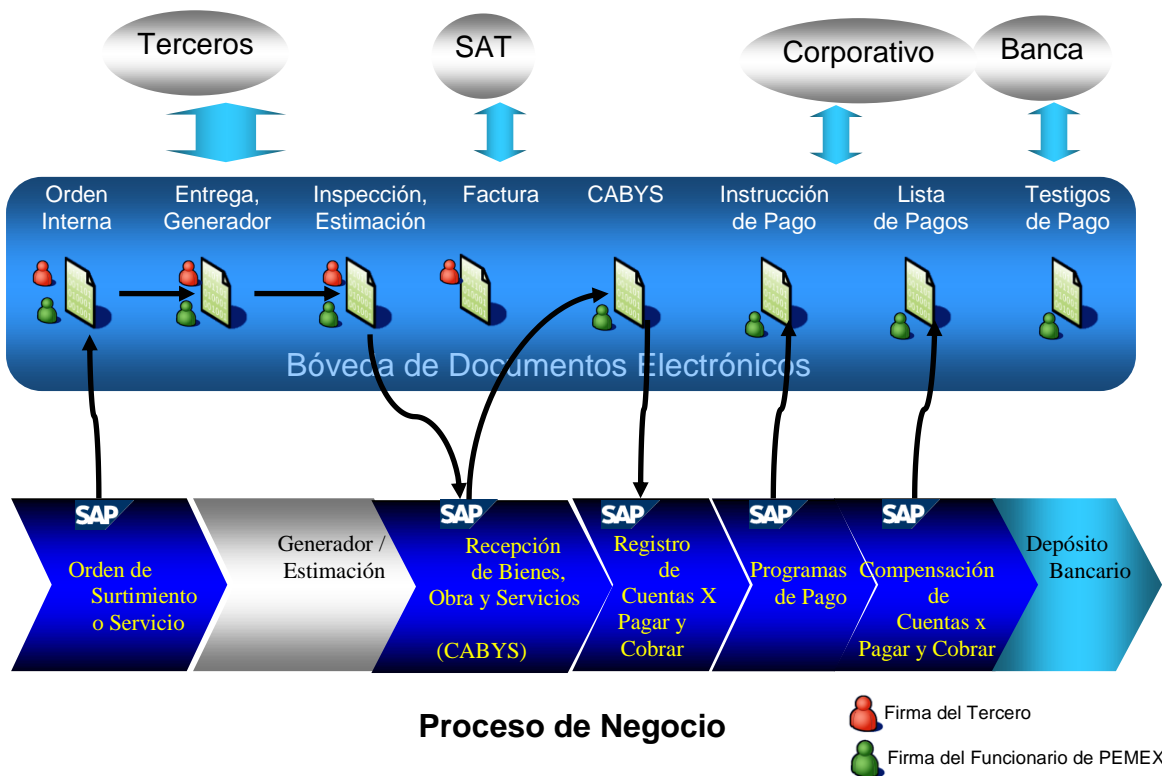 Terceros
SAT
Corporativo
Banca
Orden
Interna
Entrega,
Generador
Inspección,
Estimación
Factura
CABYS
Instrucción
de Pago
Lista
de Pagos
Testigos
de Pago
Bóveda de Documentos Electrónicos
SAP
Orden de
Surtimiento
o Servicio
Generador /
Estimación
SAP
Recepción
de Bienes,
Obra y Servicios
(CABYS)
SAP
Registro
de
Cuentas X
Pagar y
Cobrar
SAP
Programas
de Pago
SAP
Compensación
de
Cuentas x
Pagar y Cobrar
Depósito
Bancario
Proceso de Negocio
Firma del Tercero
Firma del Funcionario de PEMEX